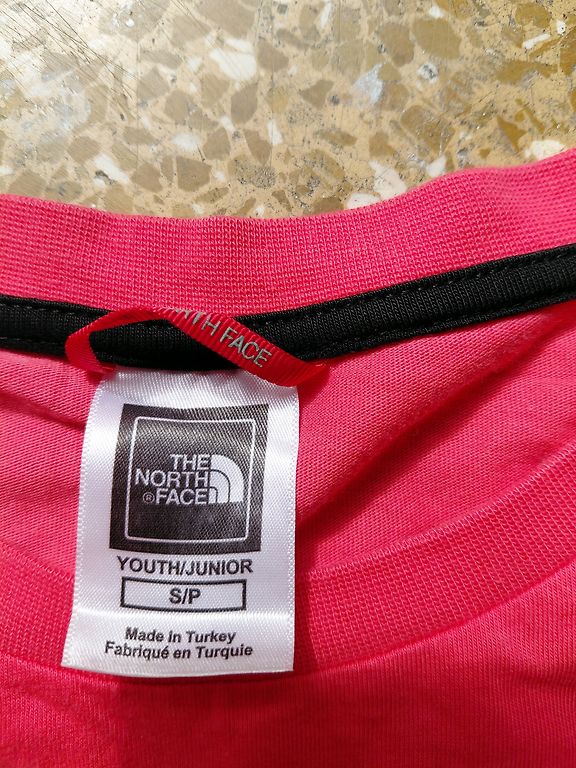 TH FACE
THE
NORTH
®FACE
YOUTH/JUNIOR
S/P
Made in Turkey
Fabriqué en Turquie